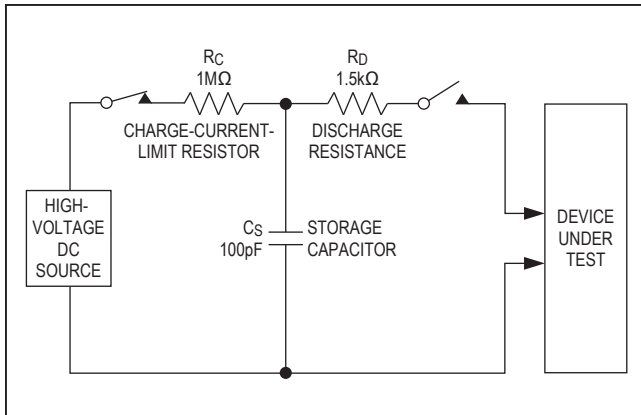 RC
1MΩ
CHARGE-CURRENT-
LIMIT RESISTOR
RD
1.5kΩ
DISCHARGE
RESISTANCE
HIGH-
VOLTAGE
DC
SOURCE
CS
100pF
STORAGE
CAPACITOR
DEVICE
UNDER
TEST